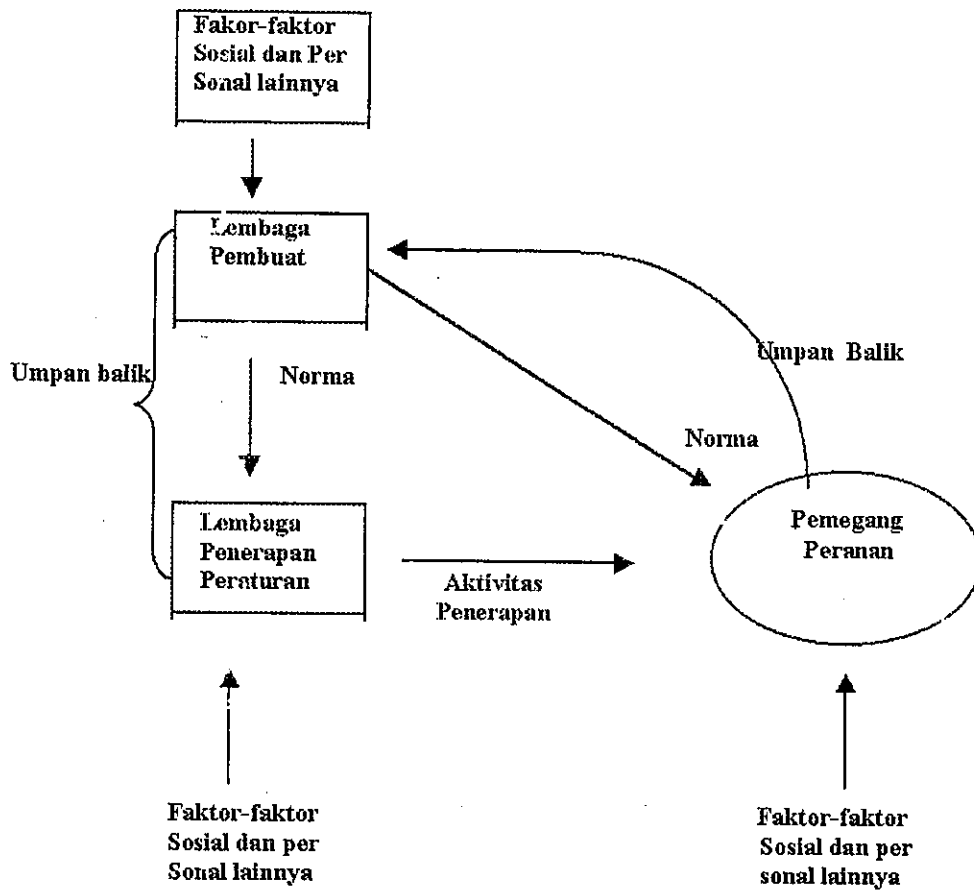 Fakor-faktor
Sosial dan Per
Sonal lainnya
Lembaga
Pembuat
Umpan balik
Norma
Umpan Balik
Norma
Lembaga
Penerapan
Peraturan
Aktivitas
Penerapan
Pemegang
Peranan
Faktor-faktor
Sosial dan per
Sonal lainnya
Faktor-faktor
Sosial dan per
sonal lainnya